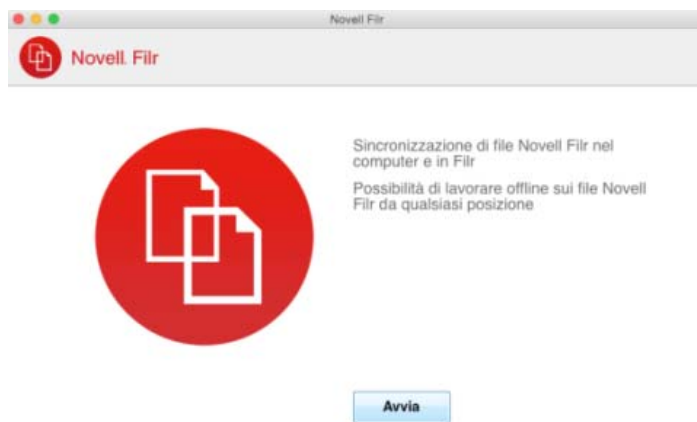 Novell Filr
Novell. Filr
Sincronizzazione di file Novell Filr nel
computer e in Filr
Possibilità di lavorare offline sui file Novell
Filr da qualsiasi posizione
Avvia